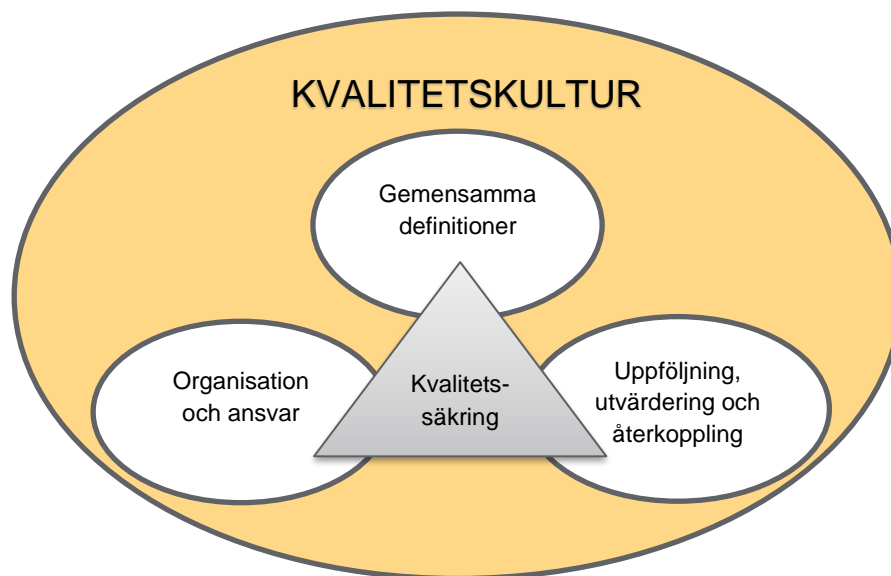 KVALITETSKULTUR
Gemensamma
definitioner
Organisation
och ansvar
Kvalitets-
säkring
Uppföljning,
utvärdering och
återkoppling